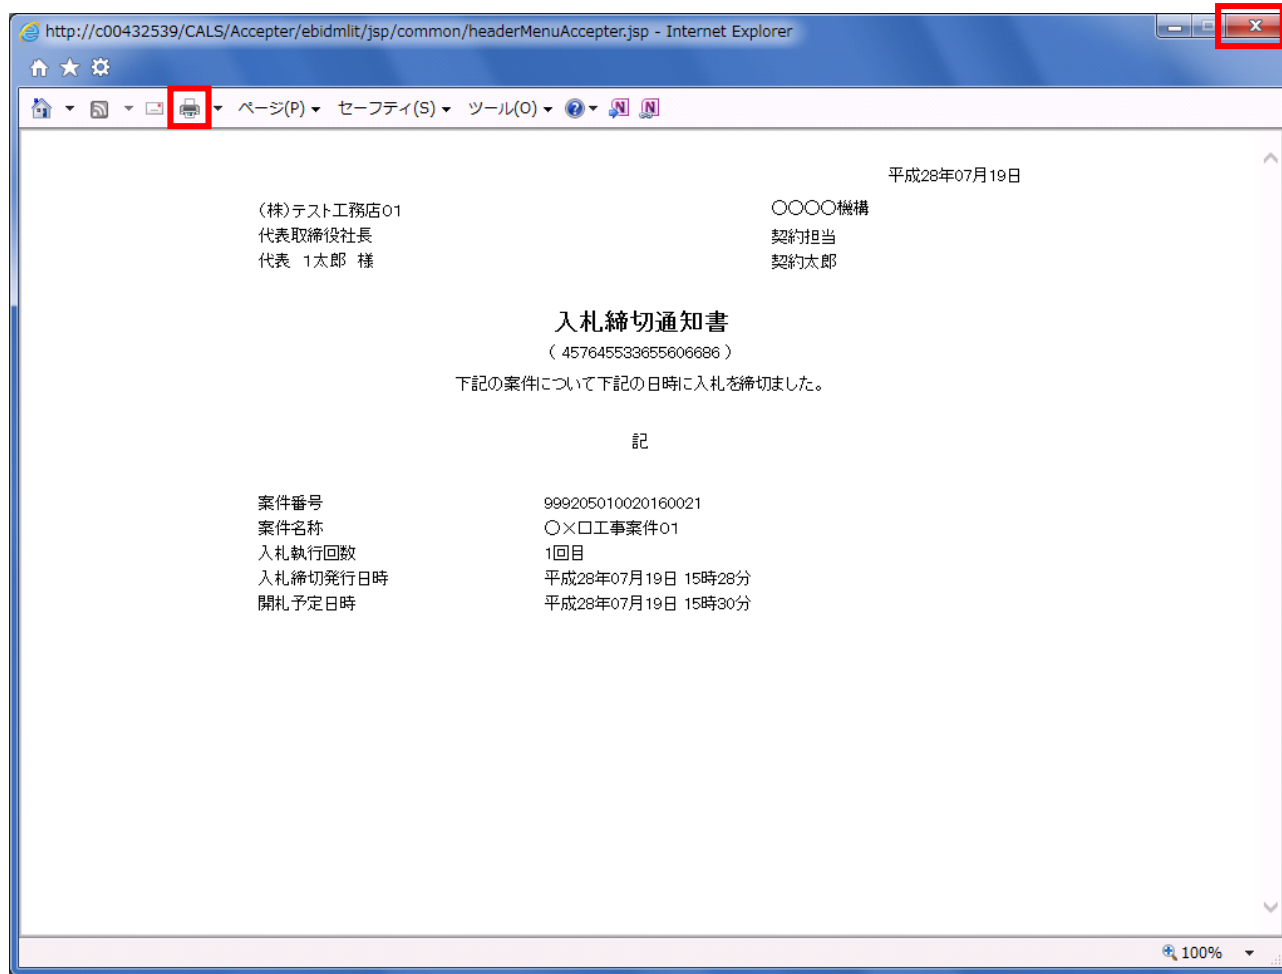 http://c00432539/CALS/Accepter/ebidmlit/jsp/common/headerMenuAccepter.jsp - Internet Explorer
ページ(P) セーフティ(S) ツール(O)
平成28年07月19日
(株)テスト工務店01
代表取締役社長
代表 1太郎 様
〇〇〇〇機構
契約担当
契約太郎
入札締切通知書
( 457645533655606686 )
下記の案件について下記の日時に入札を締切ました。
記
案件番号 999205010020160021
案件名称 〇×口工事案件01
入札執行回数 1回目
入札締切発行日時 平成28年07月19日 15時28分
開札予定日時 平成28年07月19日 15時30分
100%